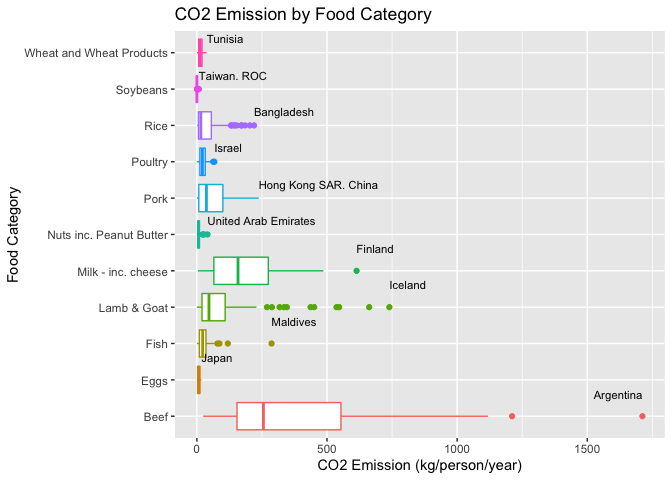 CO2 Emission by Food Category
Tunisia
Wheat and Wheat Products
Taiwan. ROC
Soybeans
Bangladesh
Rice
Israel
Poultry
Hong Kong SAR. China
Pork
United Arab Emirates
Nuts inc. Peanut Butter
Finland
Milk - inc. cheese
Iceland
Lamb & Goat
Maldives
Fish
Japan
Eggs
Argentina
Beef
Food Category
0 500 1000 1500
CO2 Emission (kg/person/year)